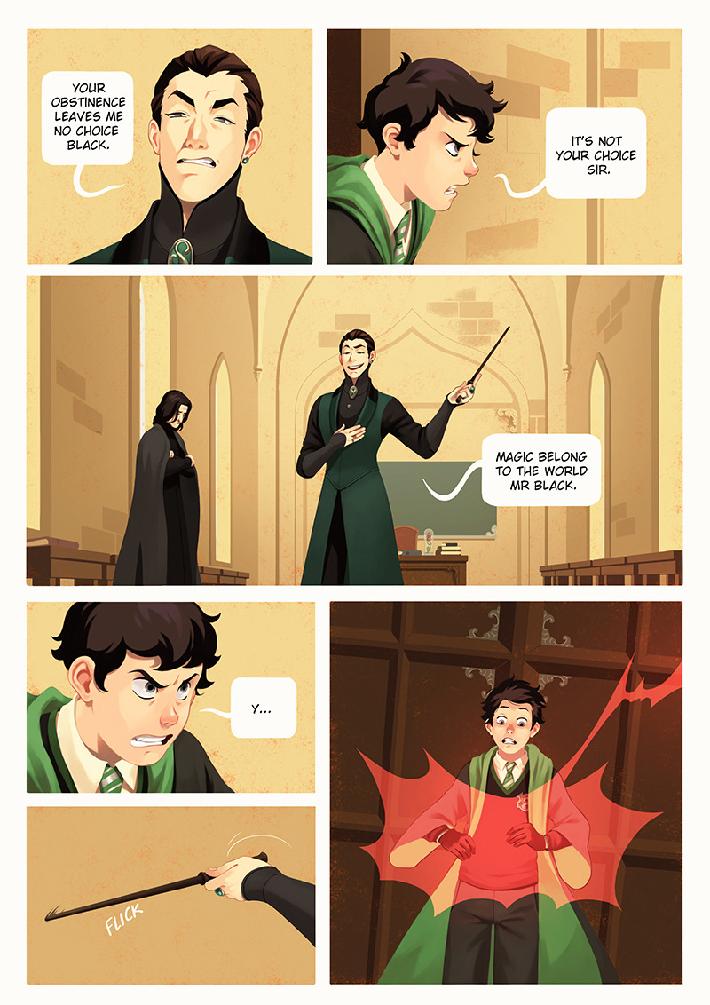 YOUR
OBSTINENCE
LEAVES ME
NO CHOICE
BLACK.
IT'S NOT
YOUR CHOICE
SIR.
MAGIC BELONG
TO THE WORLD
MR BLACK.
Y...
FLICK